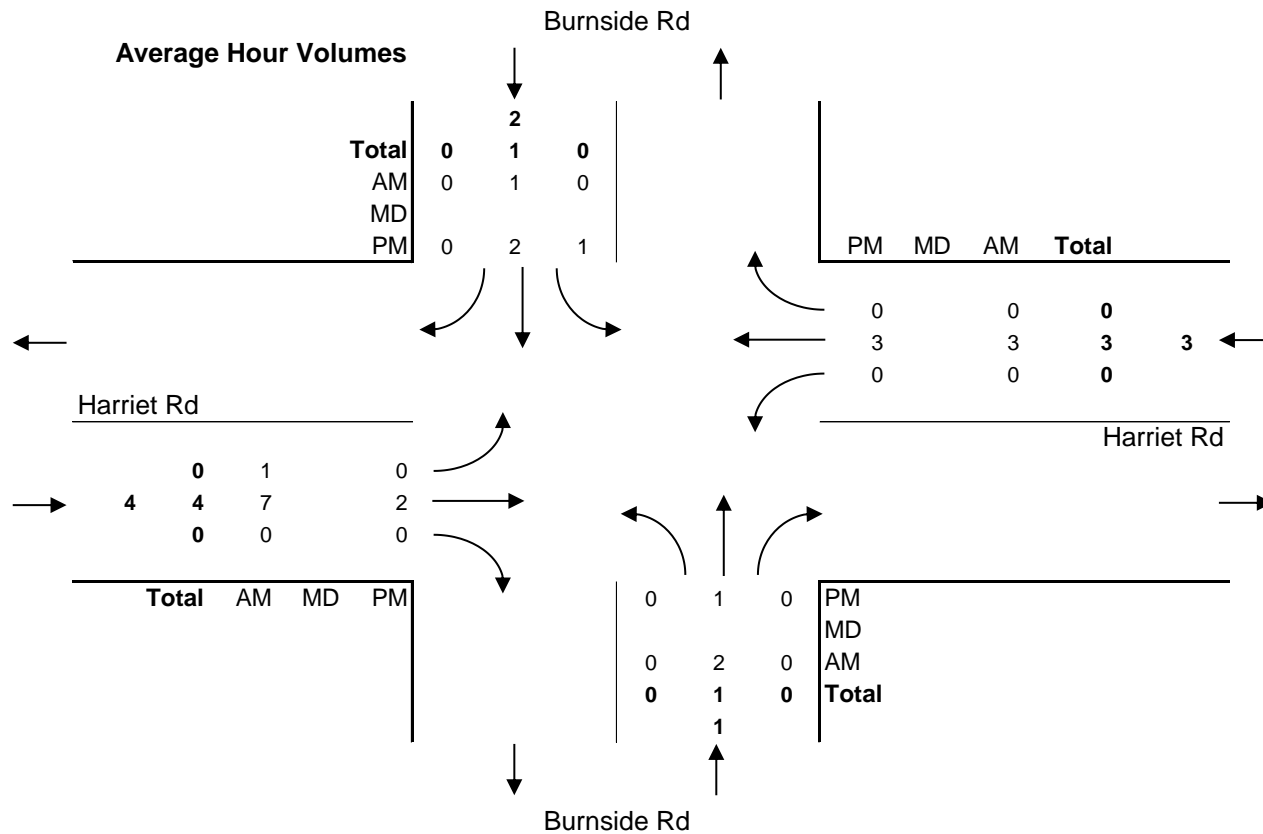 Burnside Rd
Average Hour Volumes
2
Total 0 1 0
AM 0 1 0
MD
PM 0 2 1
PM MD AM Total
0 0 0
3 3 3 3
0 0 0
Harriet Rd
Harriet Rd
0 1 0
4 4 7 2
0 0 0
Total AM MD PM
0 1 0 PM
MD
0 2 0 AM
0 1 0 Total
1
Burnside Rd